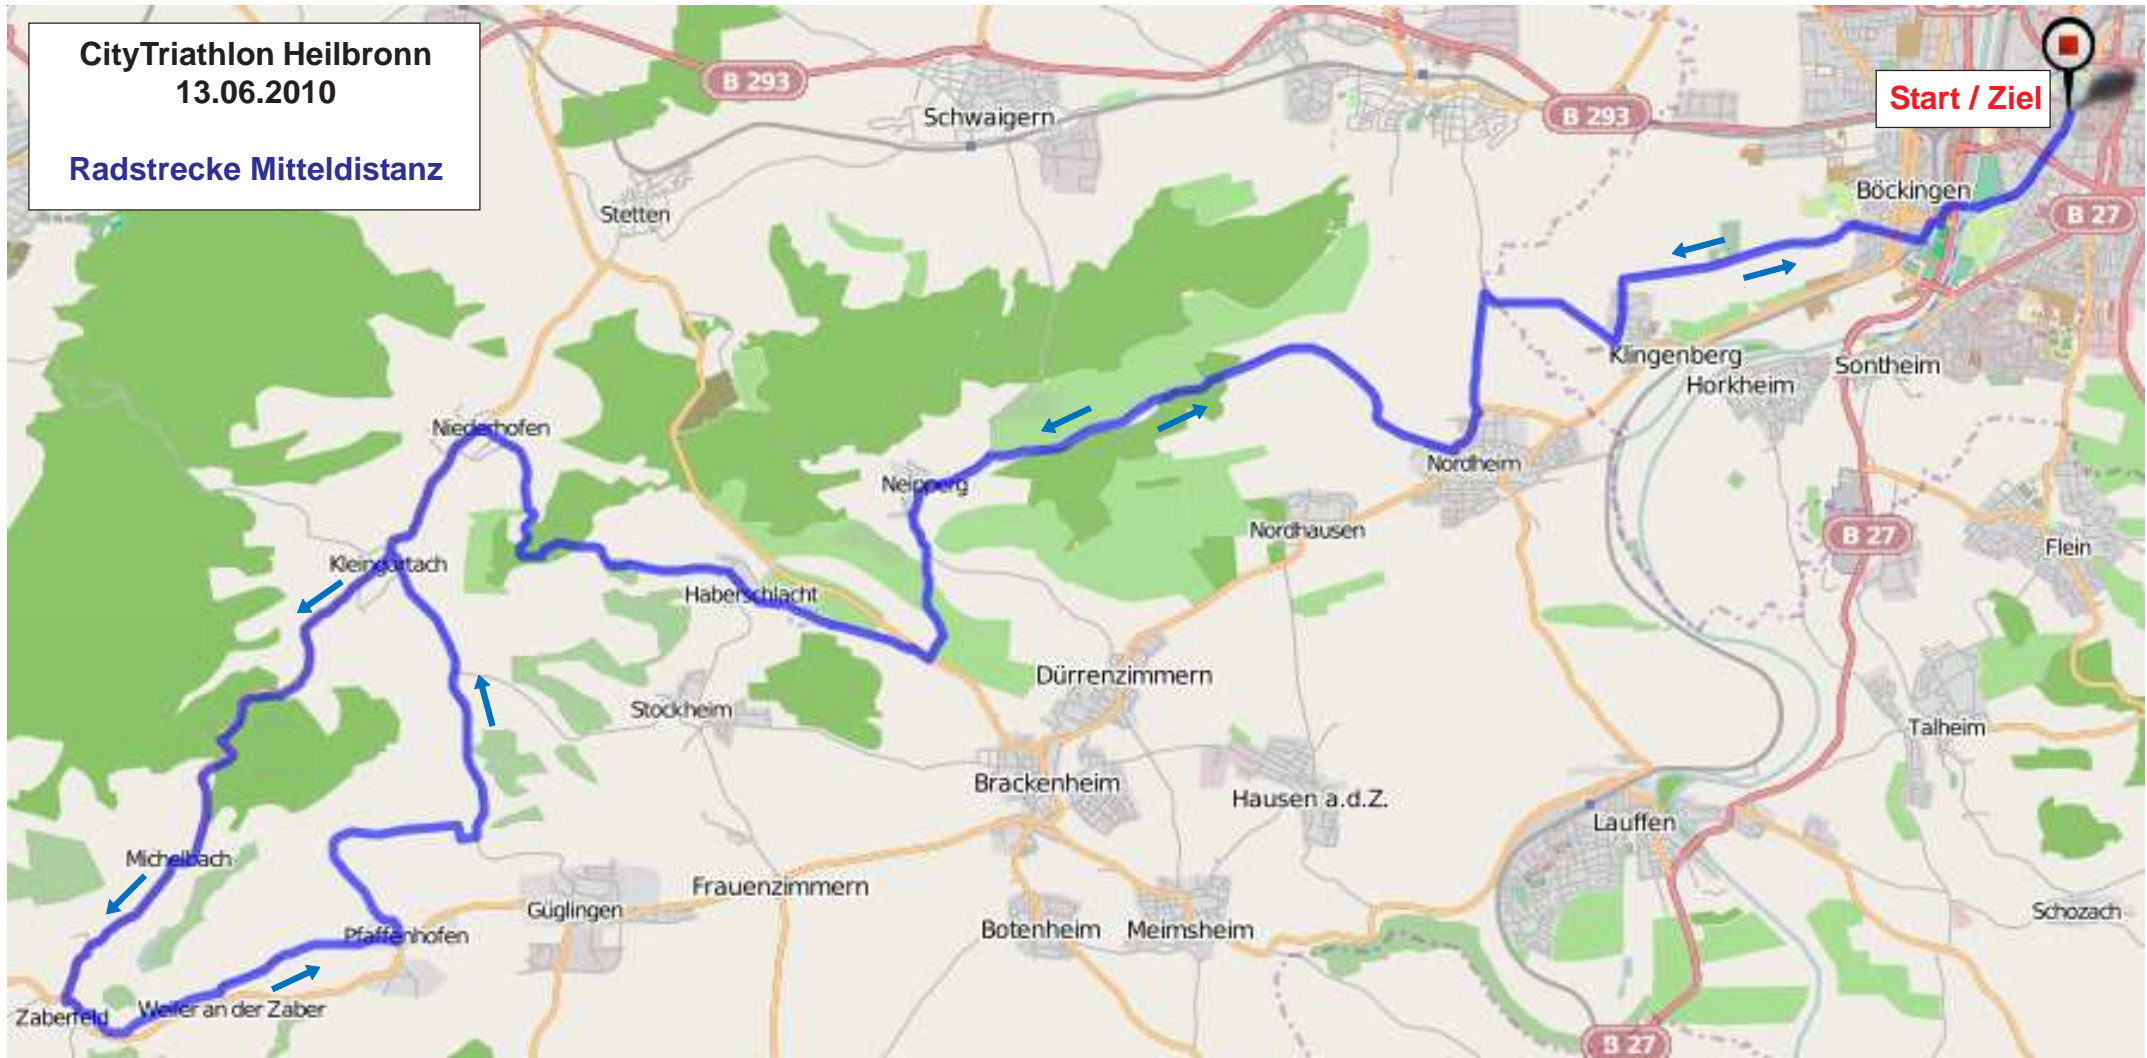 CityTriathlon Heilbronn
13.06.2010
Radstrecke Mitteldistanz
B 293
B 293
Start / Ziel
Schwaigern
Böckingen
B 27
Stetten
Klingenberg
Horkheim
Sontheim
Niederhofen
Neipperg
Nordheim
Nordhausen
B 27
Flein
Kleingartach
Haberschlacht
Dürrenzimmern
Stockheim
Talheim
Brackenheim
Hausen a.d.Z.
Lauffen
Michelbach
Frauenzimmern
Güglingen
Schozach
Pfaffenhofen
Botenheim
Meimsheim
Weiler an der Zaber
Zaberfeld
B 27